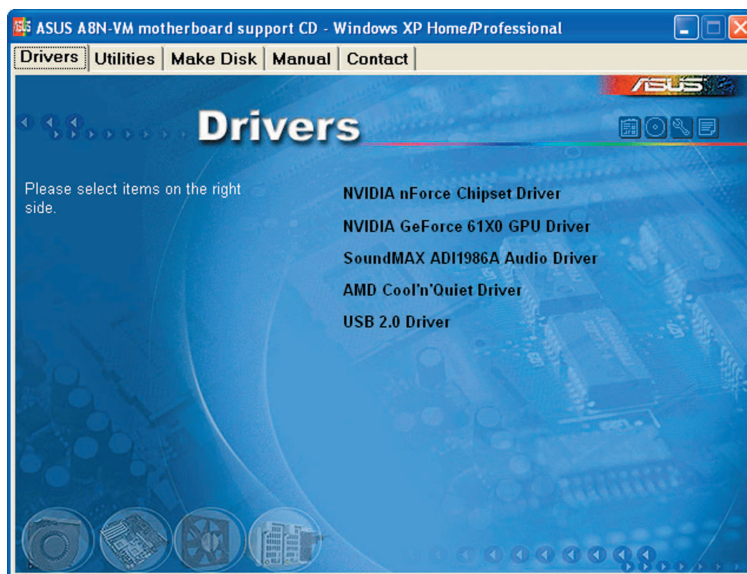 ASUS A8N-VM motherboard support CD - Windows XP Home/Professional
Drivers Utilities Make Disk Manual Contact
ASUS
Drivers
Please select items on the right
side.
NVIDIA nForce Chipset Driver
NVIDIA GeForce 61X0 GPU Driver
SoundMAX ADI1986A Audio Driver
AMD Cool'n'Quiet Driver
USB 2.0 Driver